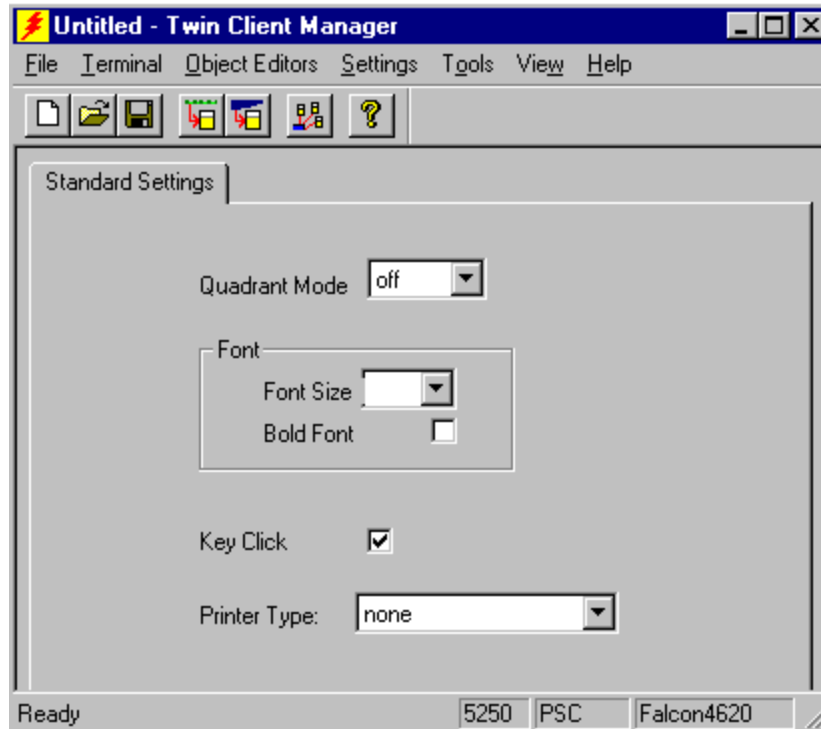 Untitled - Twin Client Manager
File Terminal Object Editors Settings Tools View Help
Standard Settings
Quadrant Mode off
Font
Font Size
Bold Font
Key Click
Printer Type: none
Ready 5250 PSC Falcon4620